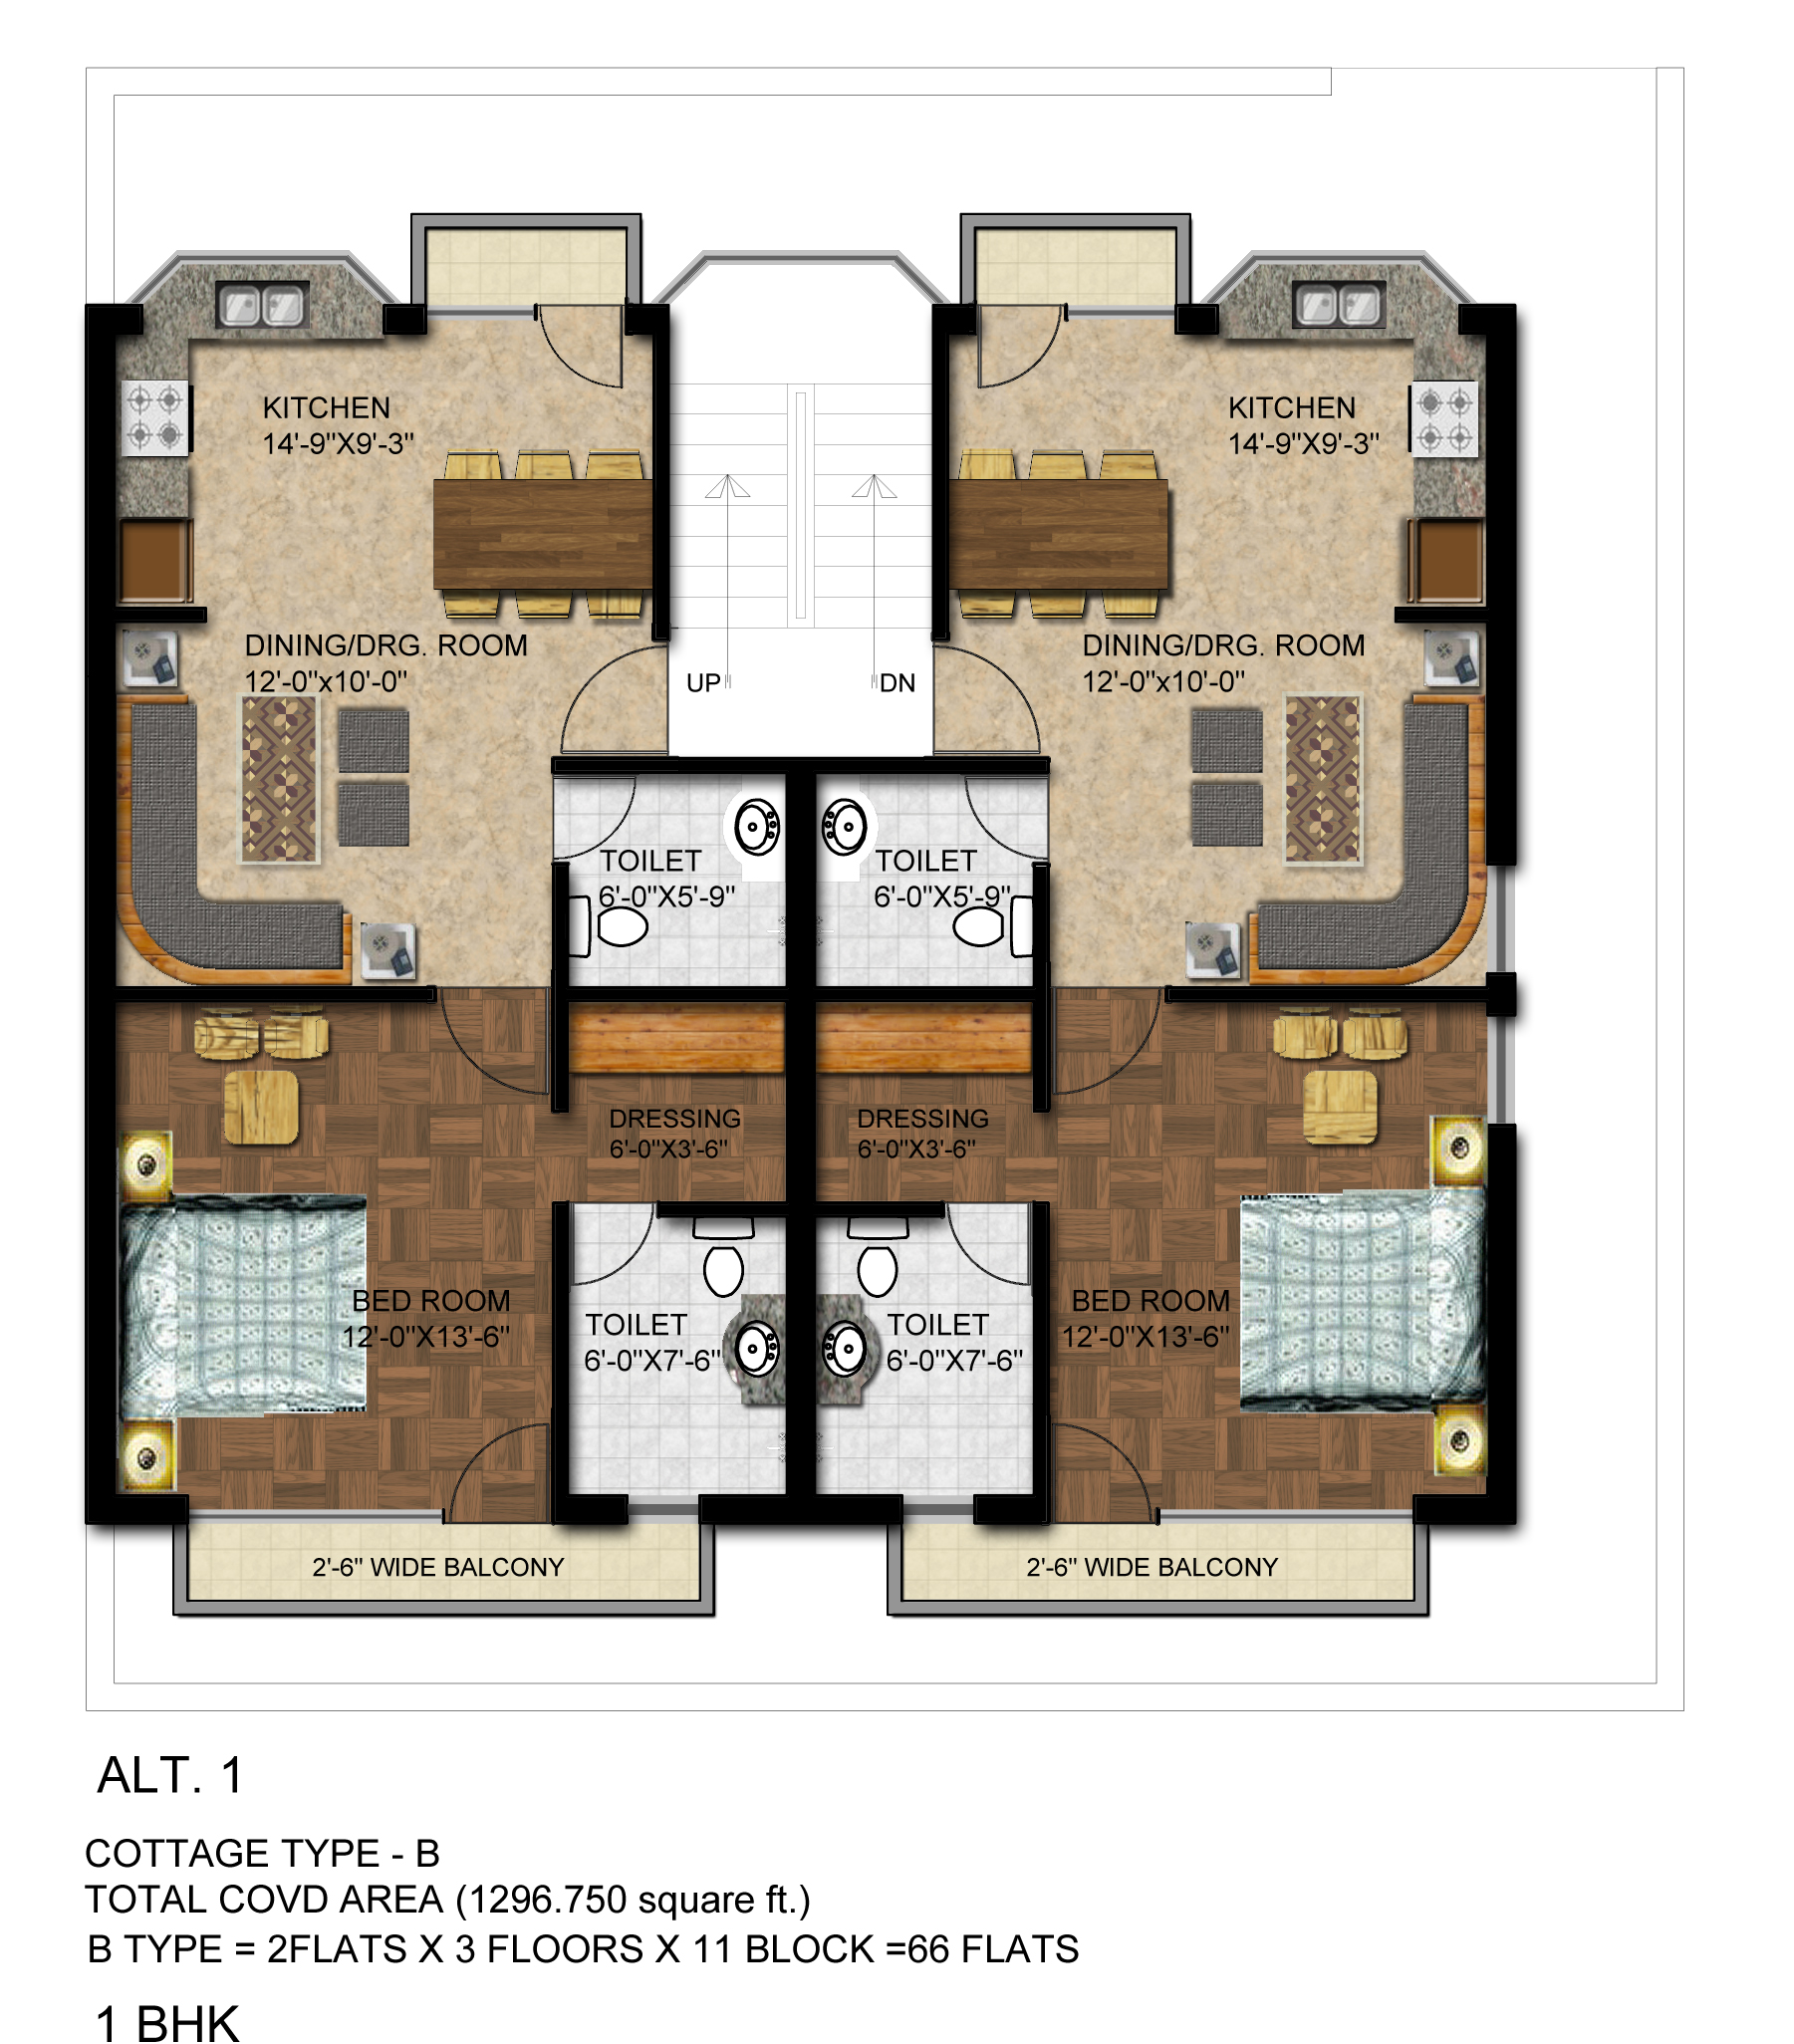 KITCHEN
14'-9"X9'-3"
KITCHEN
14'-9"X9'-3"
DINING/DRG. ROOM
12'-0"x10'-0"
UP
DN
DINING/DRG. ROOM
12'-0"x10'-0"
TOILET
6'-0"X5'-9"
TOILET
6'-0"X5'-9"
DRESSING
6'-0"X3'-6"
DRESSING
6'-0"X3'-6"
BED ROOM
12'-0"X13'-6"
TOILET
6'-0"X7'-6"
TOILET
6'-0"X7'-6"
BED ROOM
12'-0"X13'-6"
2'-6" WIDE BALCONY
2'-6" WIDE BALCONY
ALT. 1
COTTAGE TYPE - B
TOTAL COVD AREA (1296.750 square ft.)
B TYPE = 2FLATS X 3 FLOORS X 11 BLOCK =66 FLATS
1 BHK